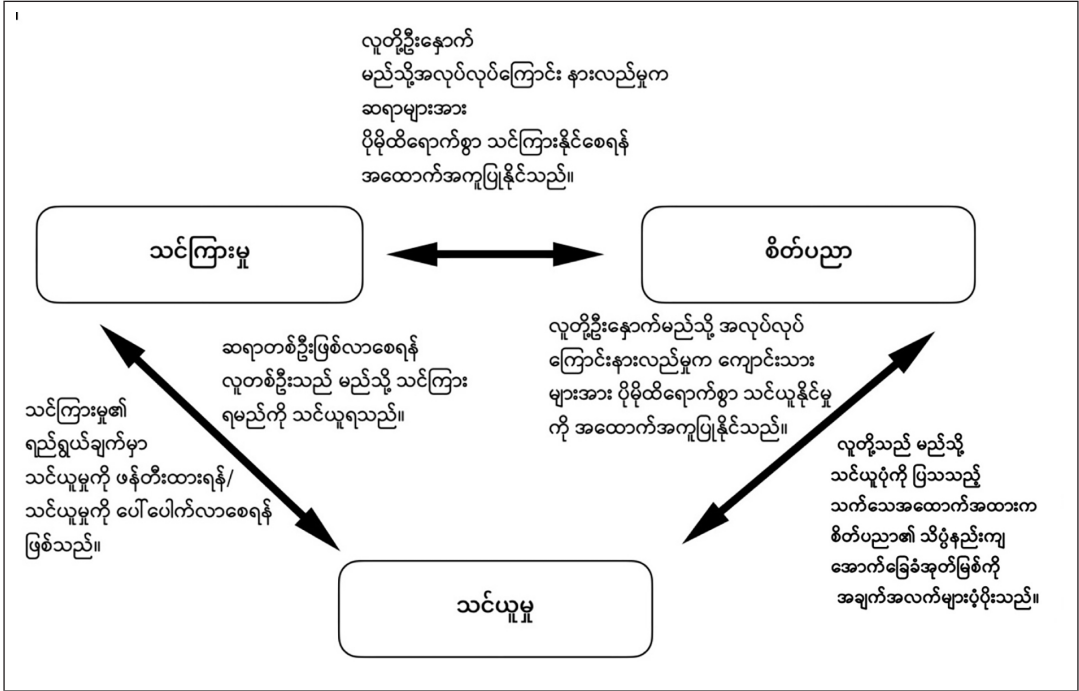 လူတို့ဦးနှောက်
မည်သို့အလုပ်လုပ်ကြောင်း နားလည်မှုက
ဆရာများအား
ပိုမိုထိရောက်စွာ သင်ကြားနိုင်စေရန်
အထောက်အကူပြုနိုင်သည်။
သင်ကြားမှု
စိတ်ပညာ
ဆရာတစ်ဦးဖြစ်လာစေရန်
လူတစ်ဦးသည် မည်သို့ သင်ကြား
ရမည်ကို သင်ယူရသည်။
လူတို့ဦးနှောက်မည်သို့ အလုပ်လုပ်
ကြောင်းနားလည်မှုက ကျောင်းသား
များအား ပိုမိုထိရောက်စွာ သင်ယူနိုင်မှု
ကို အထောက်အကူပြုနိုင်သည်။
သင်ကြားမှု၏
ရည်ရွယ်ချက်မှာ
သင်ယူမှုကို ဖန်တီးထားရန်/
သင်ယူမှုကို ပေါ်ပေါက်လာစေရန်
ဖြစ်သည်။
လူတို့သည် မည်သို့
သင်ယူပုံကို ပြသသည့်
သက်သေအထောက်အထားက
စိတ်ပညာ၏ သိပ္ပံနည်းကျ
အောက်ခြေခံအုတ်မြစ်ကို
အချက်အလက်များပံ့ပိုးသည်။
သင်ယူမှု